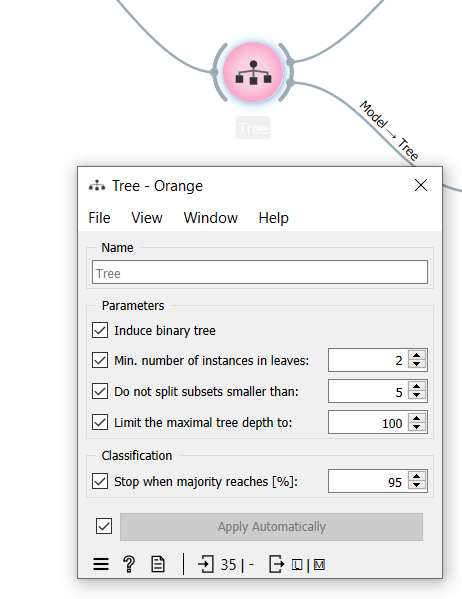 Tree
Model → Tree
Tree - Orange
File View Window Help
Name
Tree
Parameters
Induce binary tree
Min. number of instances in leaves: 2
Do not split subsets smaller than: 5
Limit the maximal tree depth to: 100
Classification
Stop when majority reaches [%]: 95
Apply Automatically
? 35 | - L | M